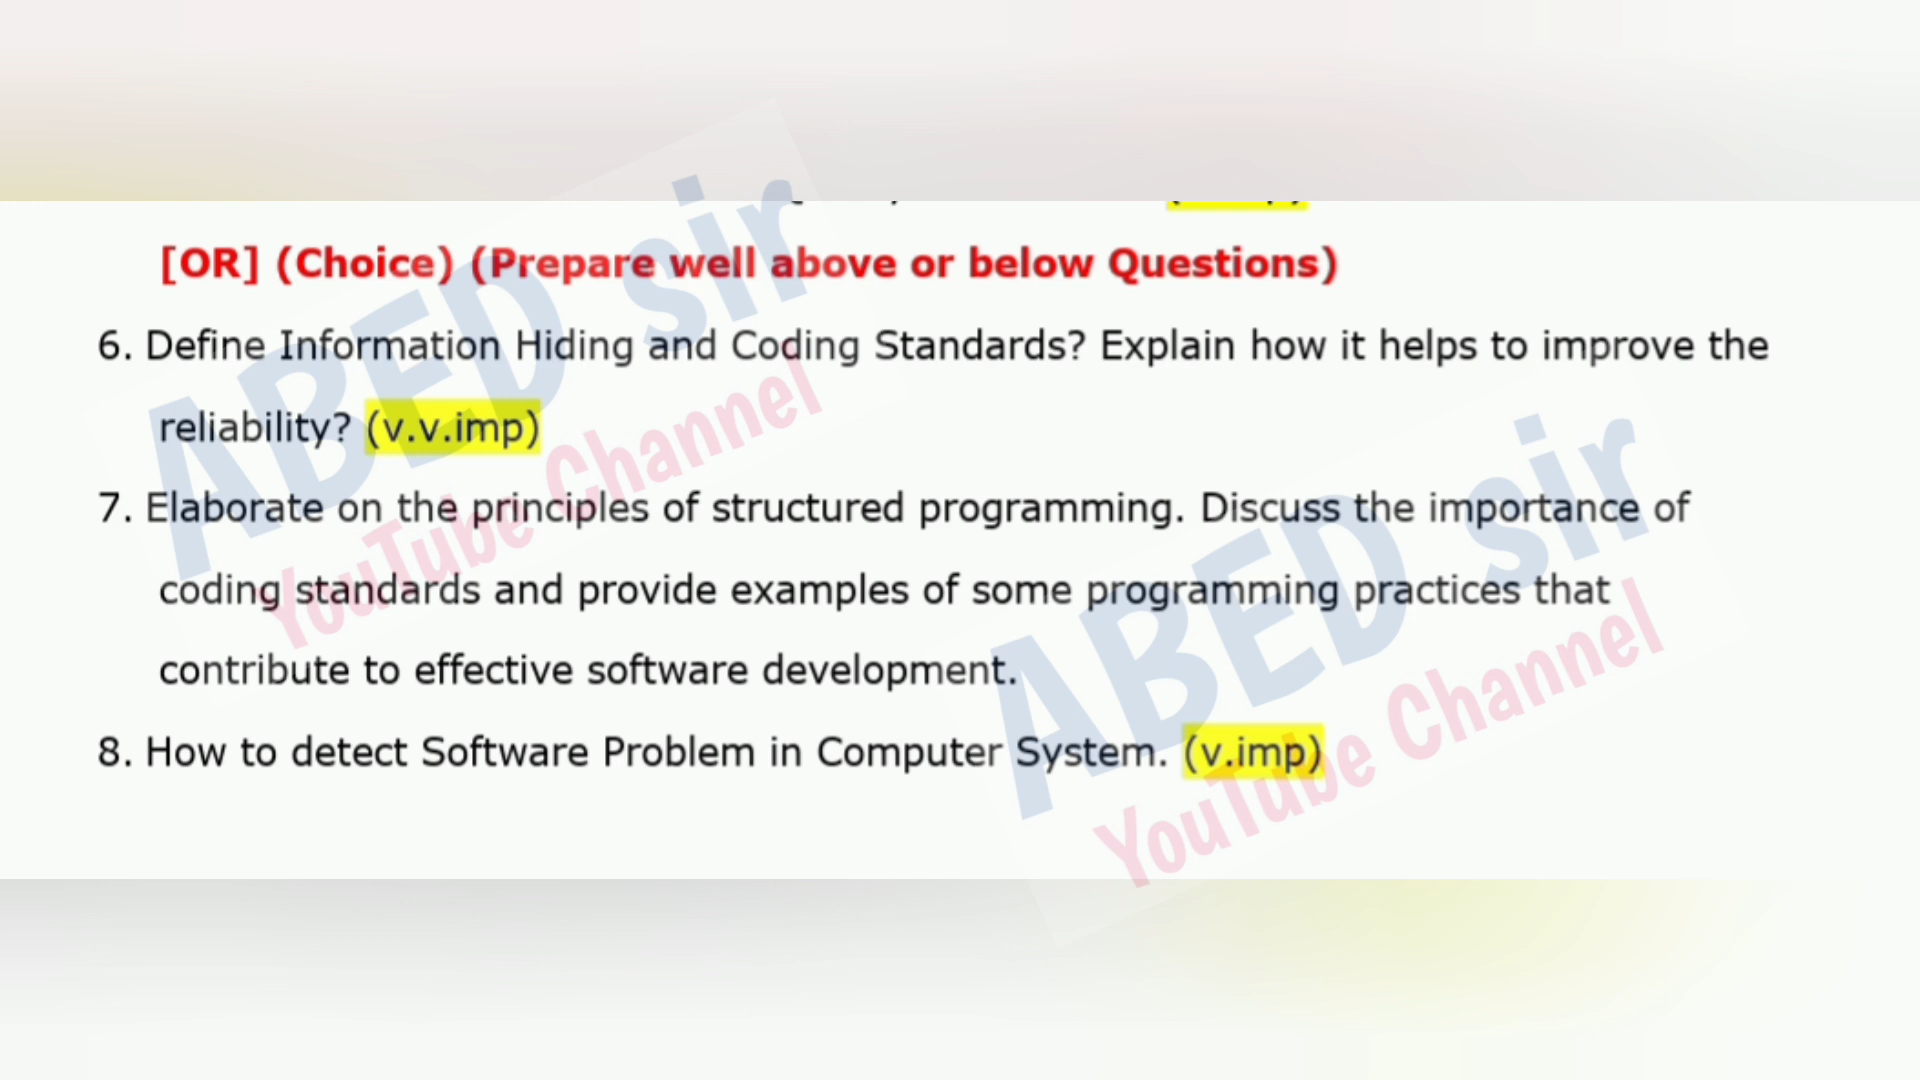 [OR] (Choice) (Prepare well above or below Questions)
6. Define Information Hiding and Coding Standards? Explain how it helps to improve the
reliability? (v.v.imp)
7. Elaborate on the principles of structured programming. Discuss the importance of
coding standards and provide examples of some programming practices that
contribute to effective software development.
8. How to detect Software Problem in Computer System. (v.imp)
ABED sir
YouTube Channel
ABED sir
YouTube Channel